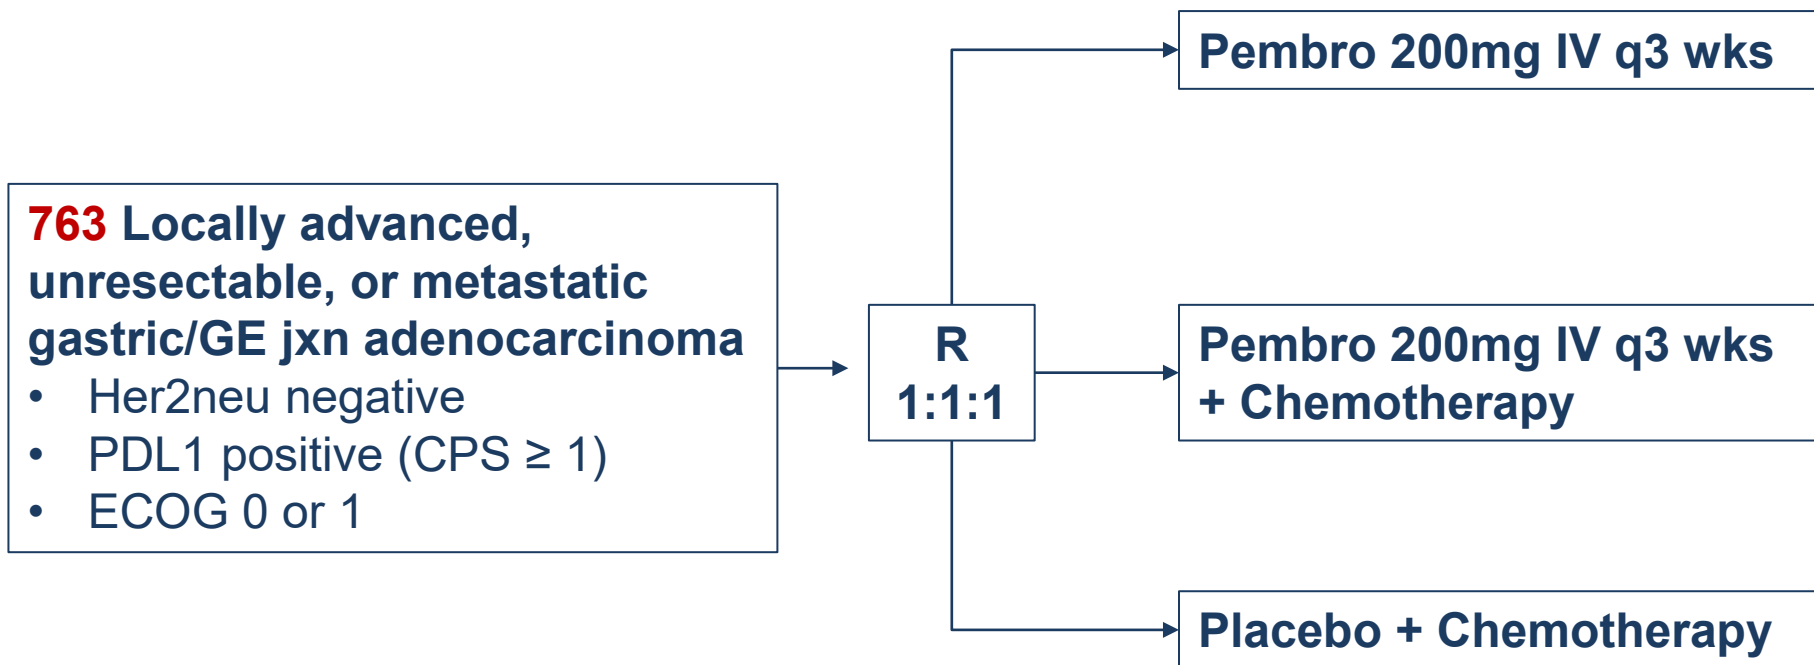 763 Locally advanced,
unresectable, or metastatic
gastric/GE jxn adenocarcinoma
• Her2neu negative
• PDL1 positive (CPS ≥ 1)
• ECOG 0 or 1
R
1:1:1
Pembro 200mg IV q3 wks
Pembro 200mg IV q3 wks
+ Chemotherapy
Placebo + Chemotherapy